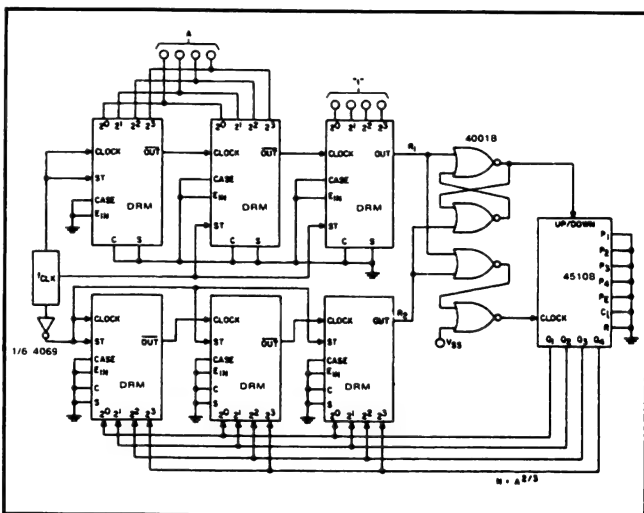 A
"1"
2⁰ 2¹ 2² 2³
2⁰ 2¹ 2² 2³
2⁰ 2¹ 2² 2³
CLOCK
OUT
ST
CASE
E_IN
DRM
CLOCK
OUT
CASE
E_IN
DRM
ST
C S
CLOCK
OUT
CASE
E_IN
DRM
ST
C S
R₁
4001B
f_CLK
1/6 4069
CLOCK
OUT
ST
CASE
E_IN
DRM
C
S
2⁰ 2¹ 2² 2³
CLOCK
OUT
ST
CASE
E_IN
DRM
C
S
2⁰ 2¹ 2² 2³
CLOCK
OUT
ST
CASE
E_IN
DRM
C
S
2⁰ 2¹ 2² 2³
R₂
V_SS
UP/DOWN
4510B
CLOCK
P₁
P₂
P₃
P₄
P_E
C_I
R
Q₁ Q₂ Q₃ Q₄
N = A^2/3